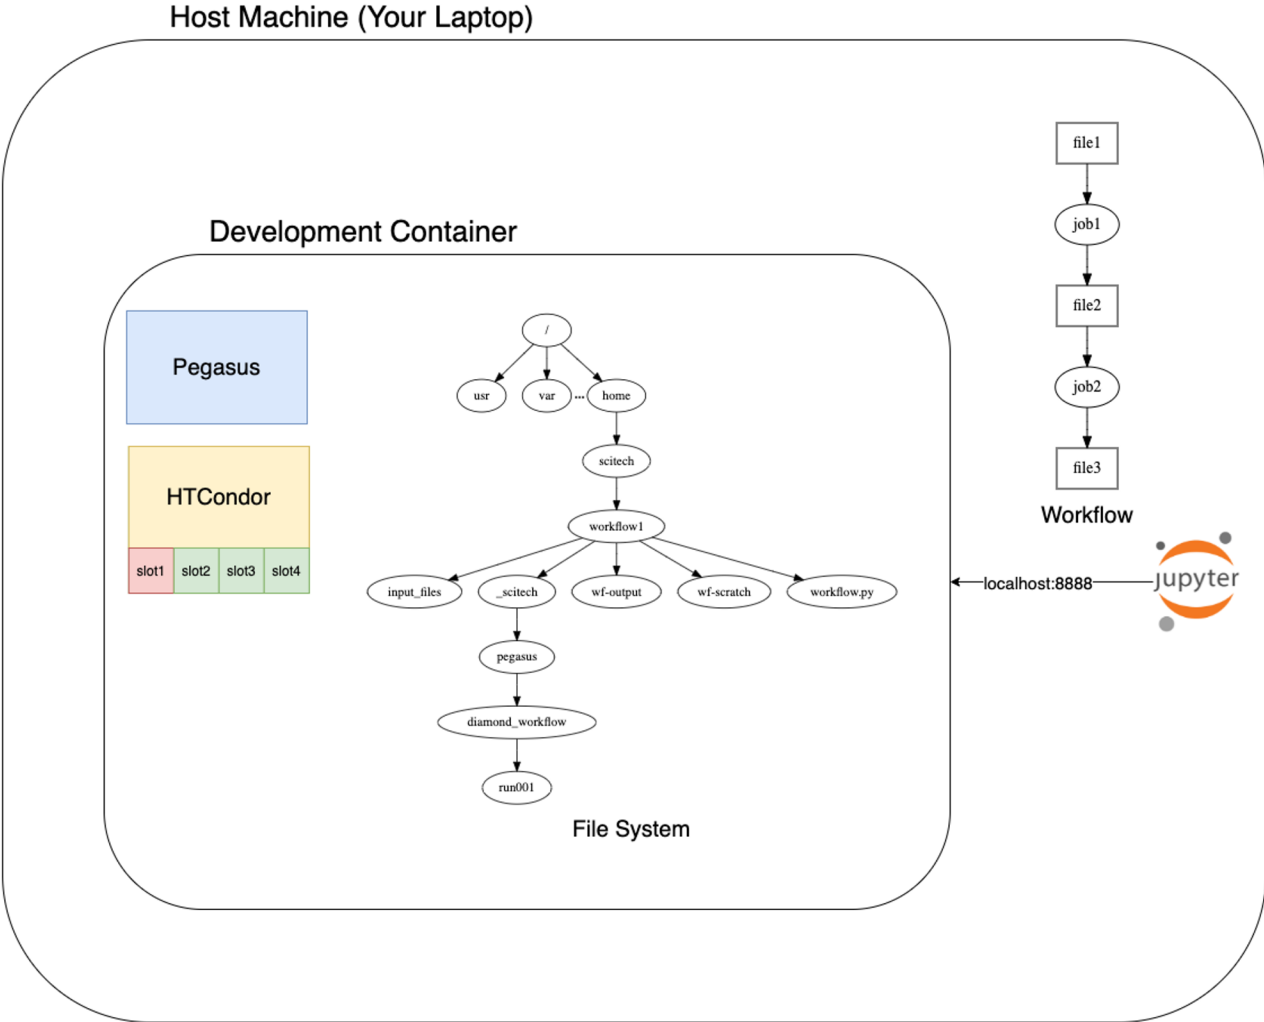 Host Machine (Your Laptop)
file1
job1
file2
job2
file3
Workflow
Development Container
Pegasus
HTCondor
slot1 slot2 slot3 slot4
/
usr var ... home
scitech
workflow1
input_files _scitech wf-output wf-scratch workflow.py
pegasus
diamond_workflow
run001
File System
localhost:8888
jupyter